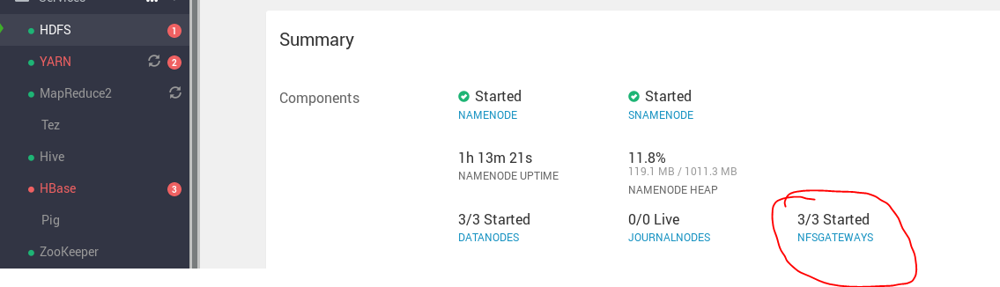 Services
HDFS 1
YARN 2
MapReduce2
Tez
Hive
HBase 3
Pig
ZooKeeper
Summary
Components
Started
NAMENODE
Started
SNAMENODE
1h 13m 21s
NAMENODE UPTIME
11.8%
119.1 MB / 1011.3 MB
NAMENODE HEAP
3/3 Started
DATANODES
0/0 Live
JOURNALNODES
3/3 Started
NFSGATEWAYS